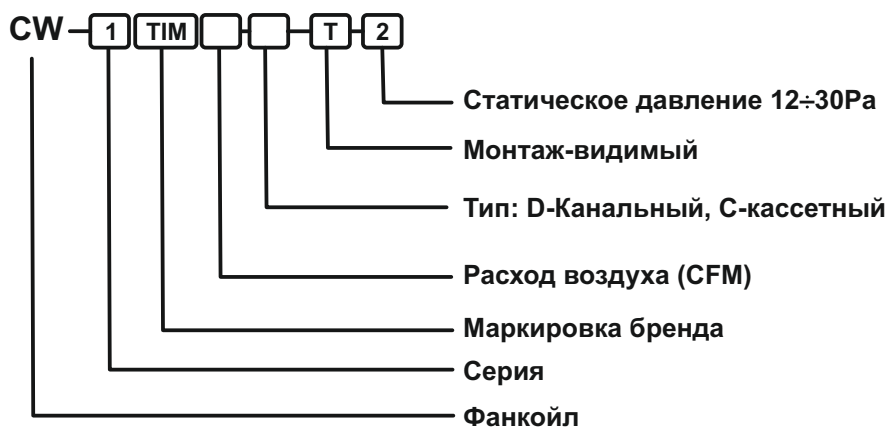 CW 1 TIM T 2
Статическое давление 12÷30Pa
Монтаж-видимый
Тип: D-Канальный, C-кассетный
Расход воздуха (CFM)
Маркировка бренда
Серия
Фанкойл